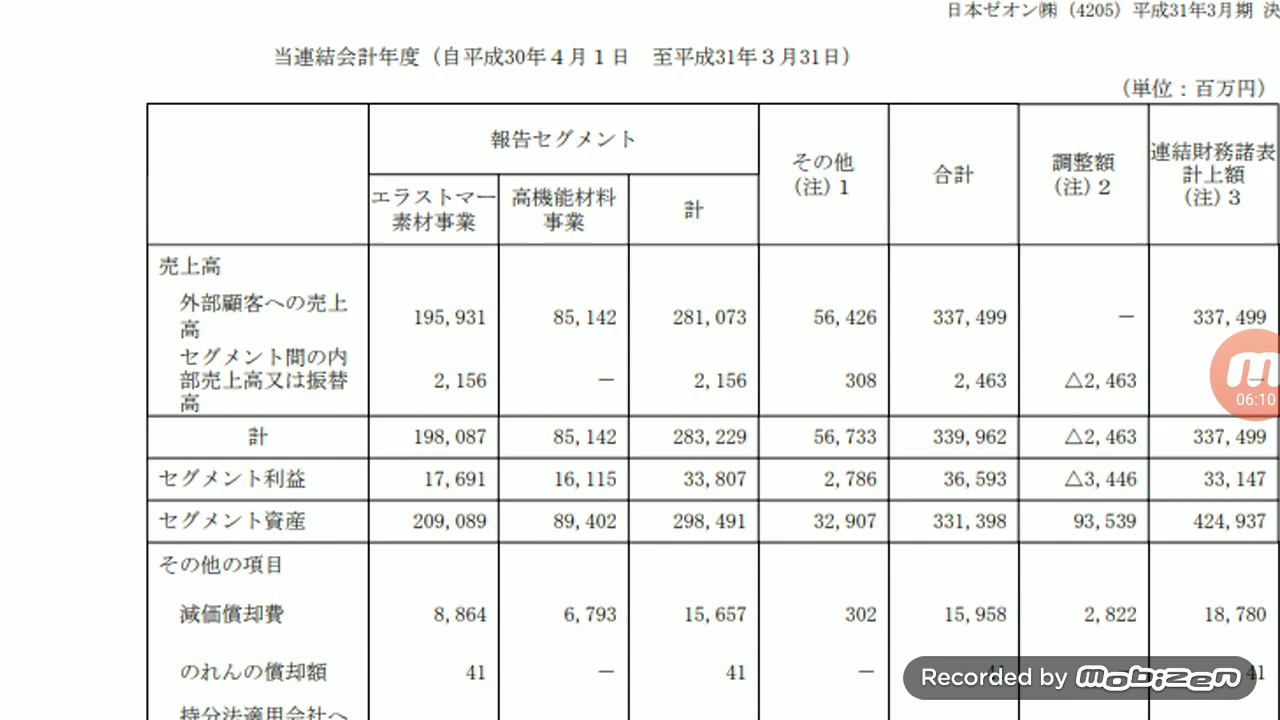 日本ゼオン㈱（4205）平成31年3月期 決
当連結会計年度（自平成30年４月１日　至平成31年３月31日）
（単位：百万円）
報告セグメント
エラストマー
素材事業
高機能材料
事業
計
その他
（注）1
合計
調整額
（注）2
連結財務諸表
計上額
（注）3
売上高
外部顧客への売上
高
195,931 85,142 281,073 56,426 337,499 － 337,499
セグメント間の内
部売上高又は振替
高
2,156 － 2,156 308 2,463 △2,463 －
計 198,087 85,142 283,229 56,733 339,962 △2,463 337,499
セグメント利益 17,691 16,115 33,807 2,786 36,593 △3,446 33,147
セグメント資産 209,089 89,402 298,491 32,907 331,398 93,539 424,937
その他の項目
減価償却費 8,864 6,793 15,657 302 15,958 2,822 18,780
のれんの償却額 41 － 41 － 41 － 41
持分法適用会社へ
06:10
Recorded by mobizen